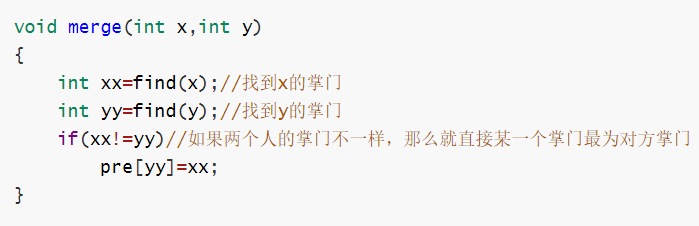 void merge(int x,int y)
{
    int xx=find(x);//找到x的掌门
    int yy=find(y);//找到y的掌门
    if(xx!=yy)//如果两个人的掌门不一样，那么就直接某一个掌门最为对方掌门
        pre[yy]=xx;
}